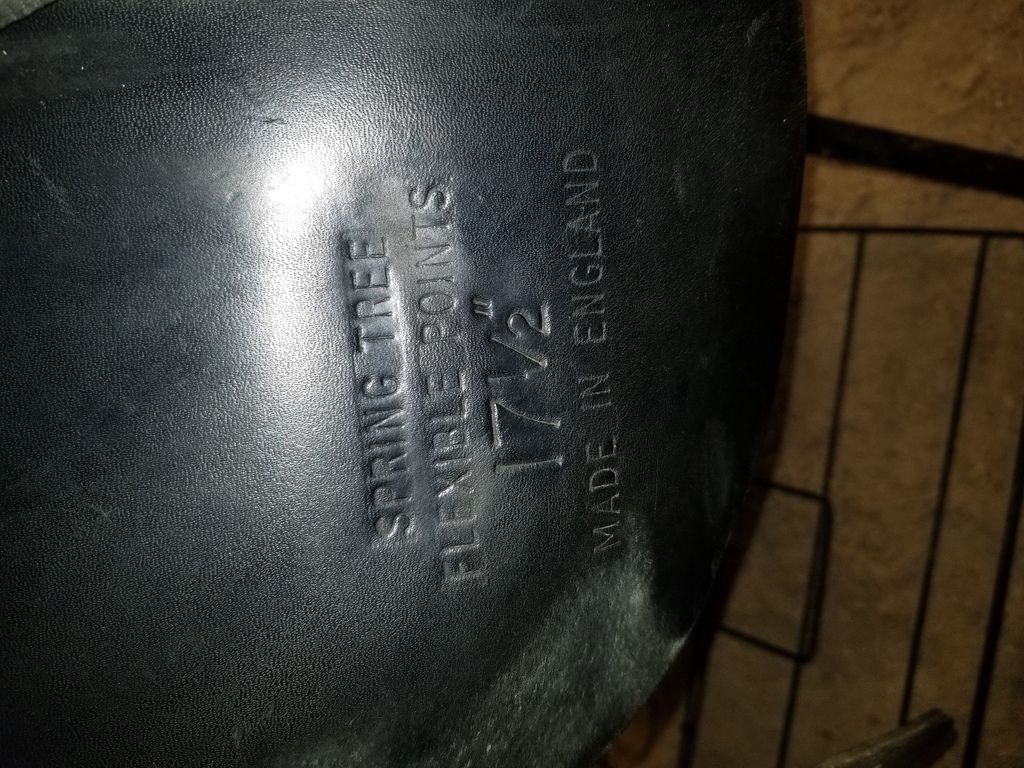 SPRING TREE
FLEXIBLE POINTS
17½"
MADE IN ENGLAND